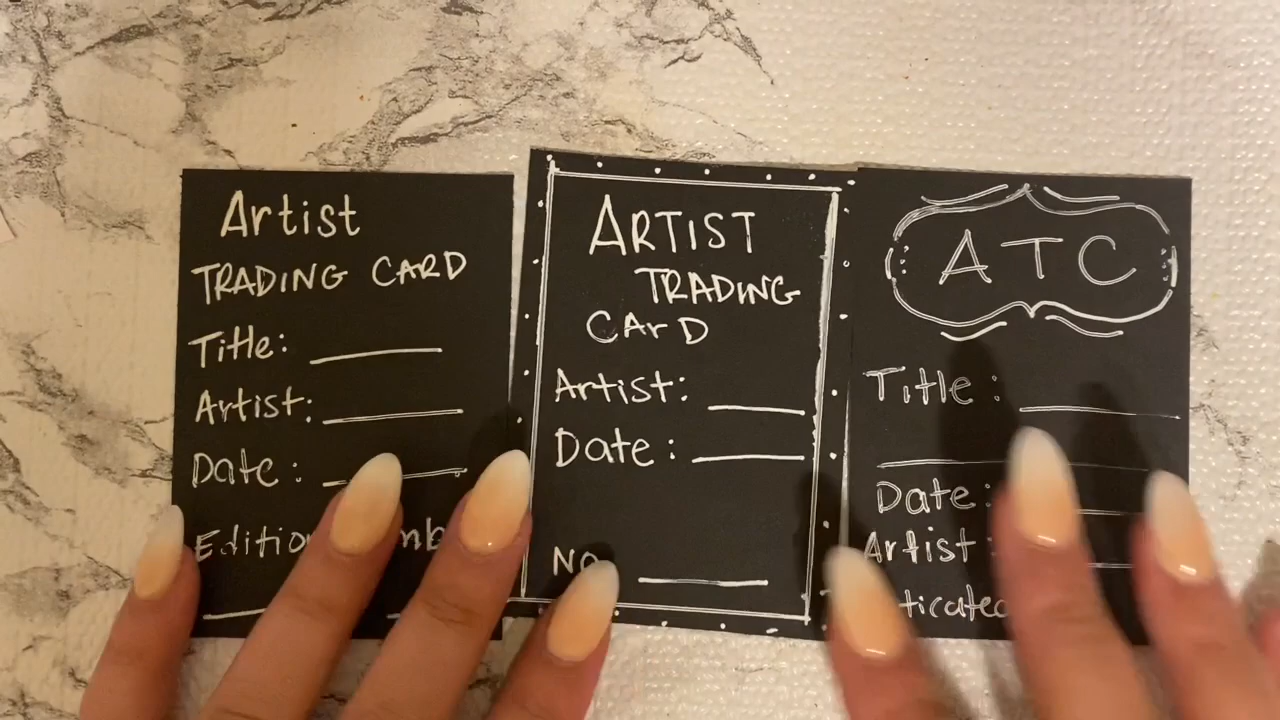 Artist
TRADING CARD
Title:
Artist:
Date:
ARTIST
TRADING
CArD
Artist:
Date:
No
ATC
Title:
Date:
Artist: